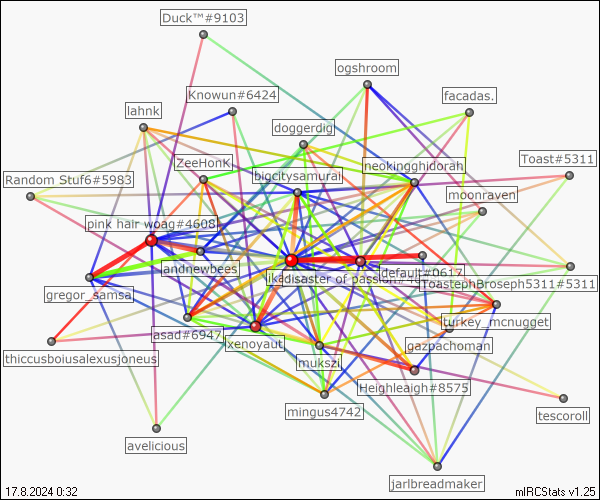 Duck™#9103
ogshroom
Knowun#6424
facadas.
lahnk
doggerdig
ZeeHonK
neokingghidorah
Toast#5311
bigcitysamurai
Random Stuf6#5983
moonraven
pink hair woag#4608
landnewbees
disaster of passion
default#0617
ToastephBroseph5311#5311
gregor_samsa
turkey_mcnugget
asad#6947
xenoyaut
gazpachoman
thiccusboiusalexusjoneus
mukszi
Heighleaigh#8575
mingus4742
tescoroll
avelicious
jarlbreadmaker
17.8.2024 0:32
mIRCStats v1.25